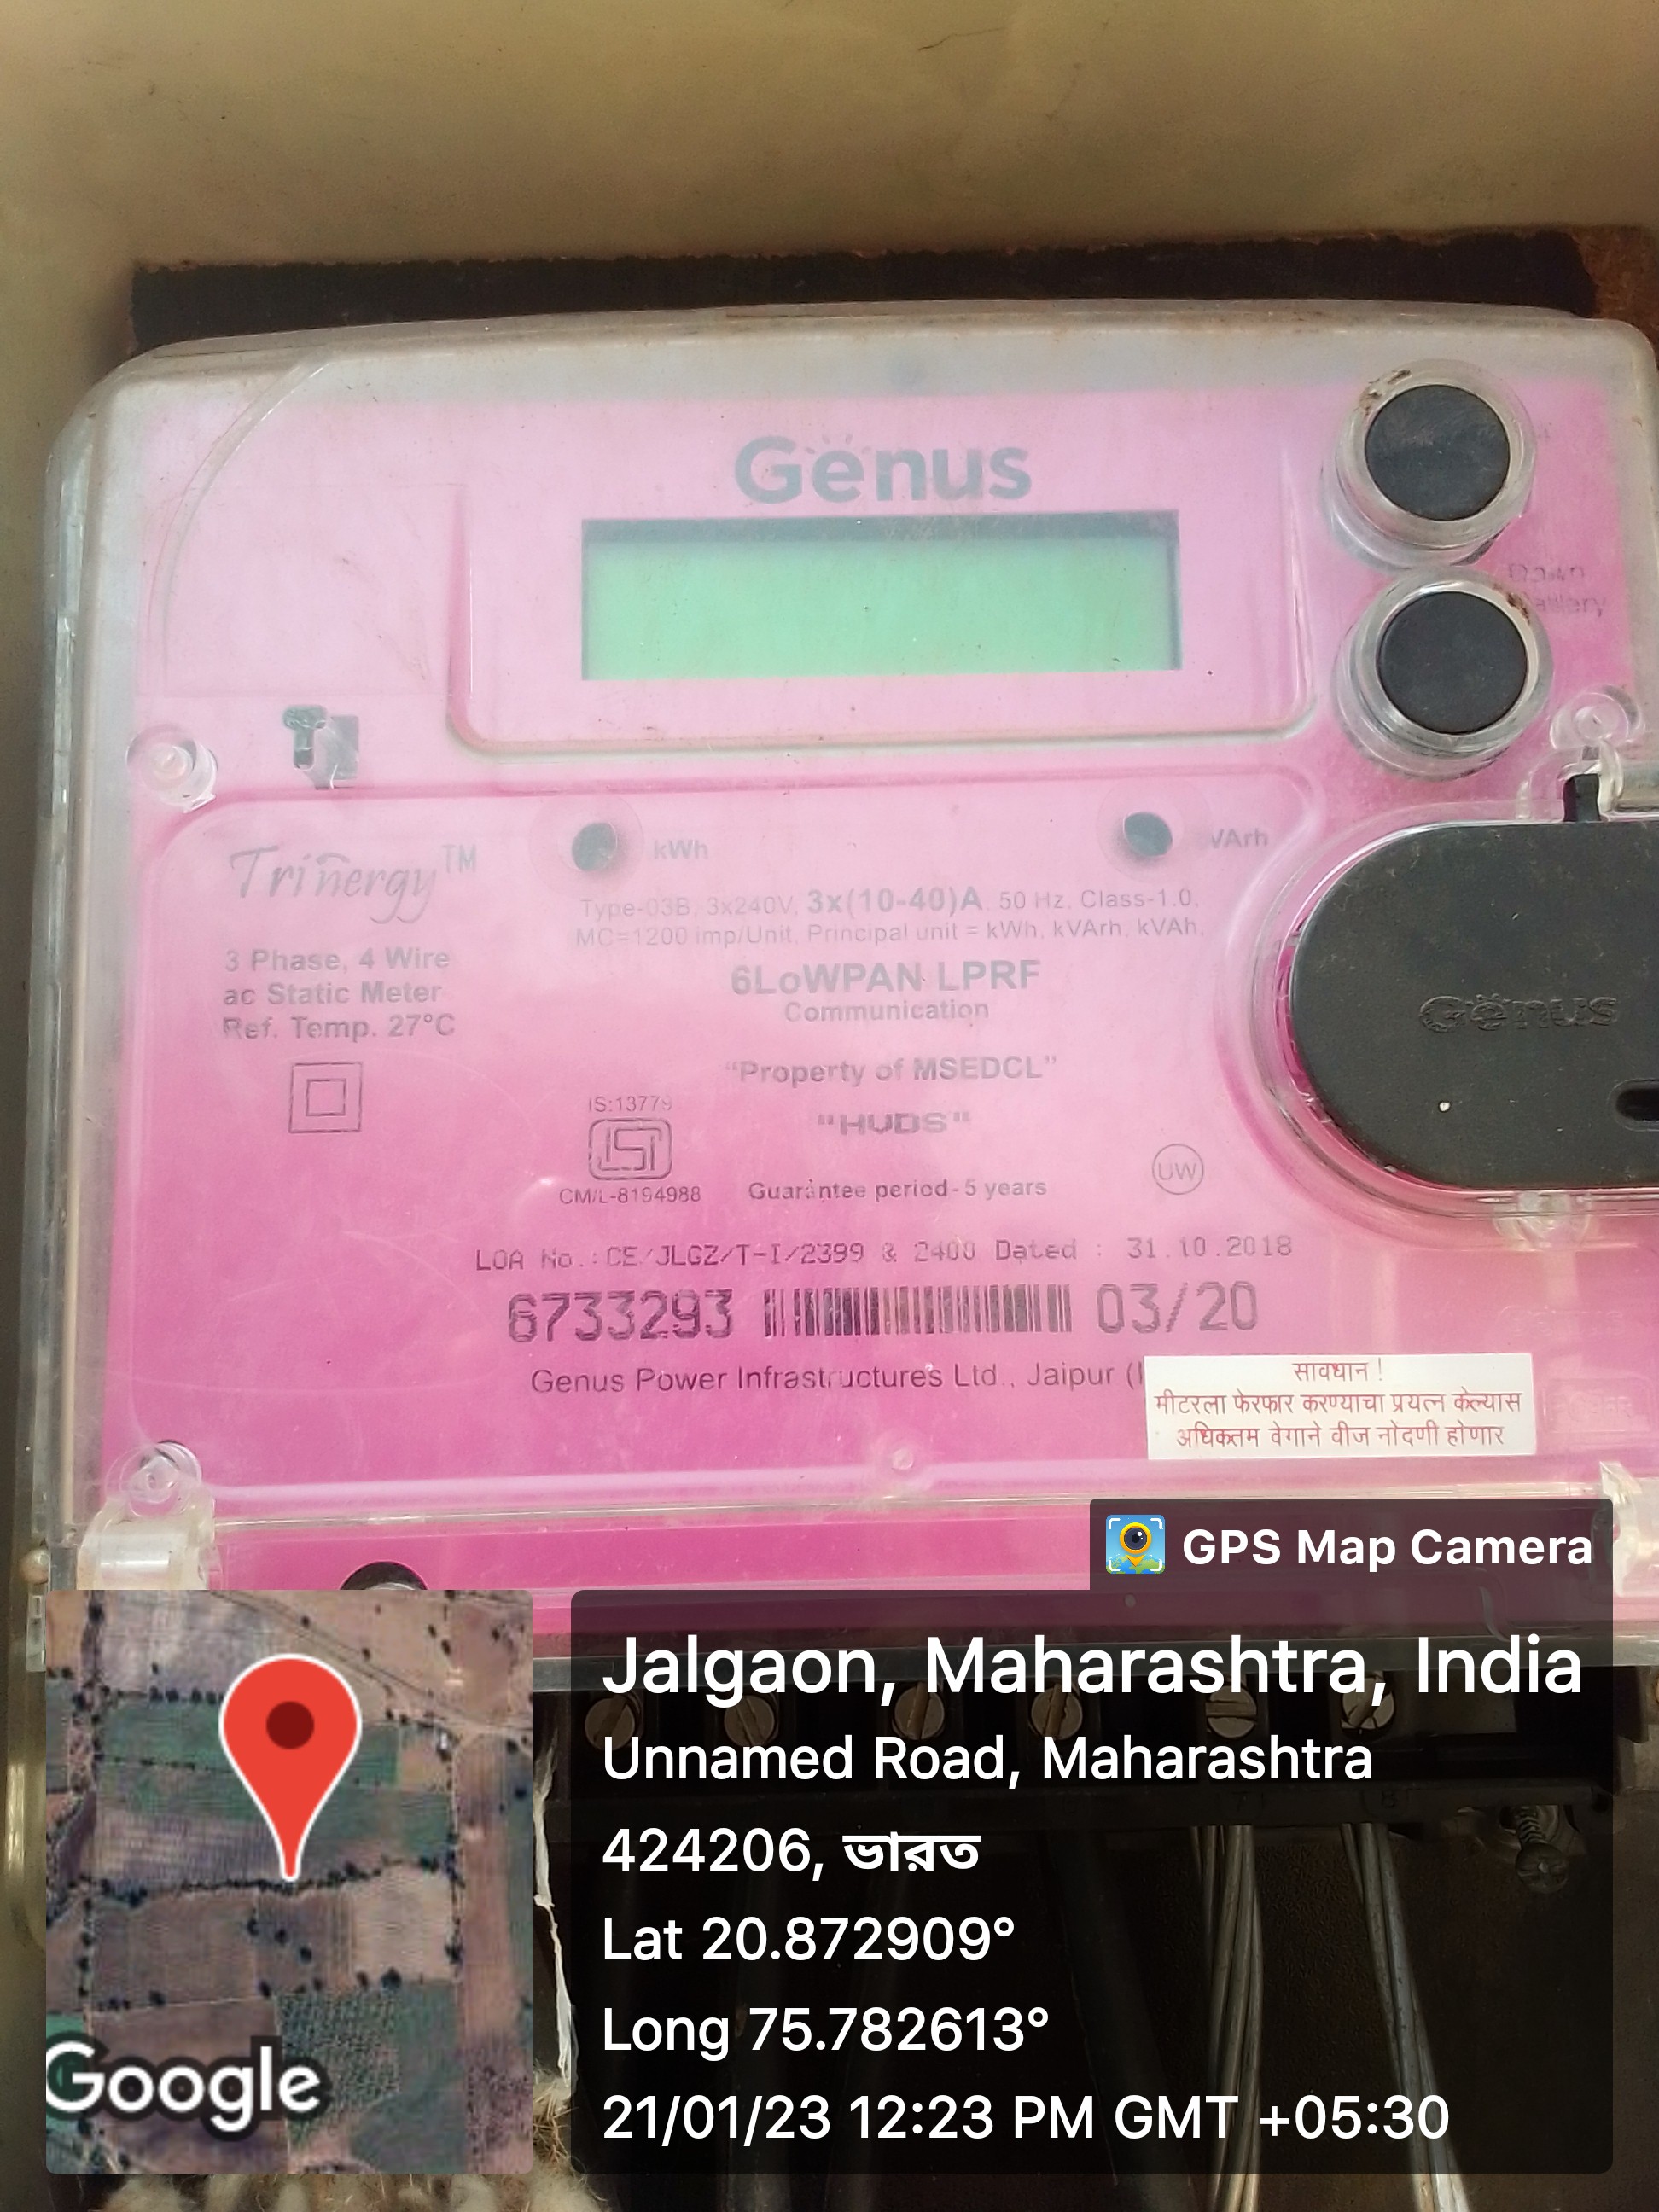 Genus
Down
Battery
kWh
VArh
Trinergy™
Type-03B, 3x240V, 3x(10-40)A, 50 Hz, Class-1.0,
MC=1200 imp/Unit, Principal unit = kWh, kVArh, kVAh,
3 Phase, 4 Wire
ac Static Meter
Ref. Temp. 27°C
6LoWPAN LPRF
Communication
Genus
"Property of MSEDCL"
"HVDS"
IS:13779
ISI
CM/L-8194988
Guarantee period-5 years
UW
LOA No.:CE/JLGZ/T-I/2399 & 2400 Dated : 31.10.2018
6733293 03/20
Genus Power Infrastructures Ltd., Jaipur (I
सावधान !
मीटरला फेरफार करण्याचा प्रयत्न केल्यास
अधिकतम वेगाने वीज नोंदणी होणार
GPS Map Camera
Jalgaon, Maharashtra, India
Unnamed Road, Maharashtra
424206, ভারত
Lat 20.872909°
Long 75.782613°
21/01/23 12:23 PM GMT +05:30
Google